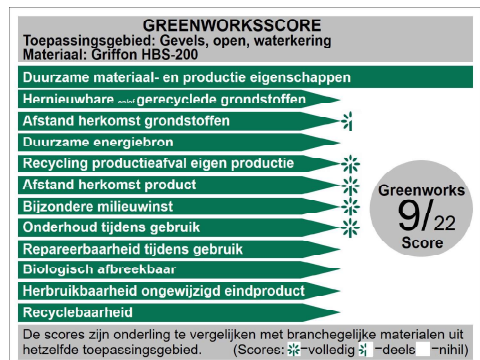 GREENWORKSSCORE
Toepassingsgebied: Gevels, open, waterkering
Materiaal: Griffon HBS-200
Duurzame materiaal- en productie eigenschappen
Hernieuwbare en/of gerecyclede grondstoffen
Afstand herkomst grondstoffen
Duurzame energiebron
Recycling productieafval eigen productie
Afstand herkomst product
Bijzondere milieuwinst
Onderhoud tijdens gebruik
Repareerbaarheid tijdens gebruik
Biologisch afbreekbaar
Herbruikbaarheid ongewijzigd eindproduct
Recyclebaarheid
Greenworks
9/22
Score
De scores zijn onderling te vergelijken met branchegelijke materialen uit
hetzelfde toepassingsgebied. (Scores: =volledig =deels =nihil)